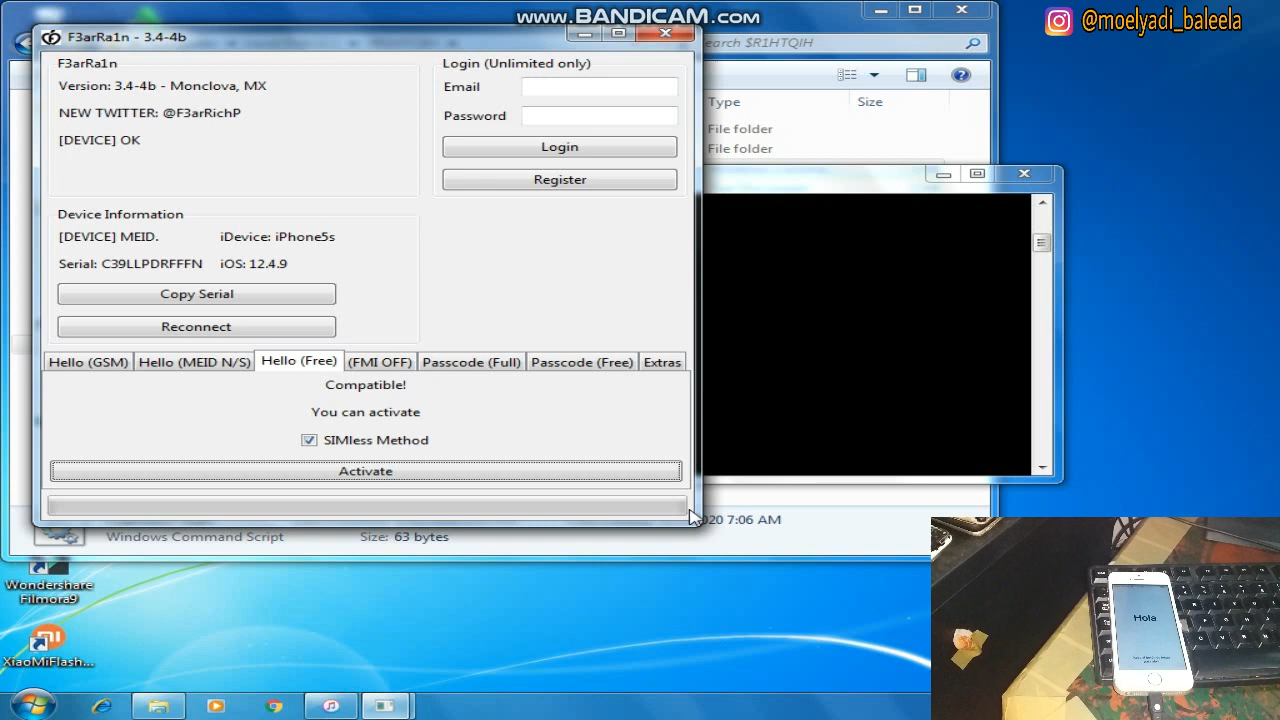 www.BANDICAM.com
@moelyadi_baleela
F3arRa1n - 3.4-4b
earch $R1HTQIH
F3arRa1n
Login (Unlimited only)
Version: 3.4-4b - Monclova, MX
Email
NEW TWITTER: @F3arRichP
Password
[DEVICE] OK
Login
Register
Type
Size
File folder
File folder
Device Information
[DEVICE] MEID.
iDevice: iPhone5s
Serial: C39LLPDRFFFN
iOS: 12.4.9
Copy Serial
Reconnect
Hello (GSM)
Hello (MEID N/S)
Hello (Free)
(FMI OFF)
Passcode (Full)
Passcode (Free)
Extras
Compatible!
You can activate
SIMless Method
Activate
020 7:06 AM
Windows Command Script
Size: 63 bytes
Wondershare
Filmora9
XiaoMiFlash...
mi
Hola